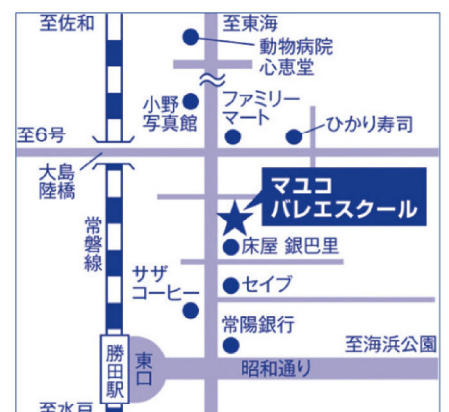 至佐和
至東海
動物病院
心恵堂
小野
写真館
ファミリー
マート
ひかり寿司
至6号
大島
陸橋
マユコ
バレエスクール
常磐線
床屋 銀巴里
サザ
コーヒー
セイブ
常陽銀行
至海浜公園
勝田駅
東口
昭和通り
至水戸